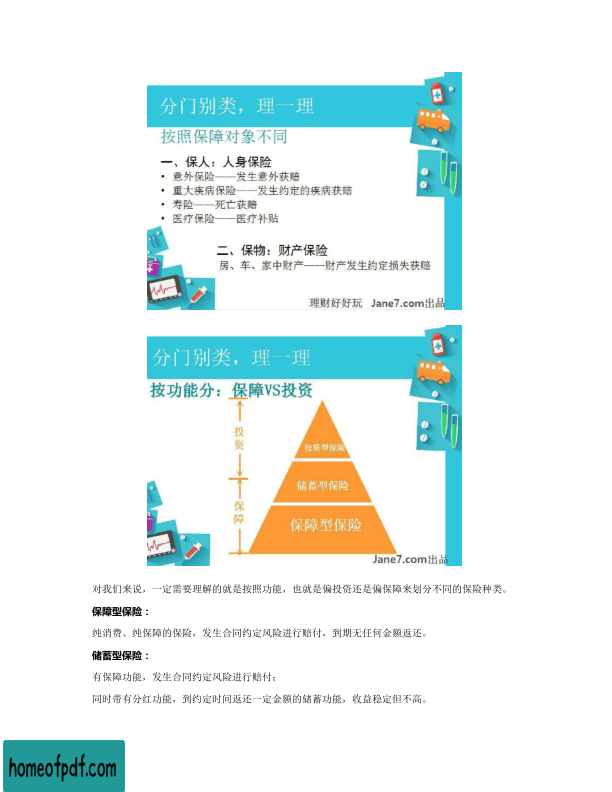 分门别类，理一理
按照保障对象不同
一、保人：人身保险
• 意外保险——发生意外获赔
• 重大疾病保险——发生约定的疾病获赔
• 寿险——死亡获赔
• 医疗保险——医疗补贴
二、保物：财产保险
房、车、家中财产——财产发生约定损失获赔
理财好好玩 Jane7.com出品
分门别类，理一理
按功能分：保障VS投资
投资
投资型保险
储蓄型保险
保障
保障型保险
Jane7.com出品
对我们来说，一定需要理解的就是按照功能，也就是偏投资还是偏保障来划分不同的保险种类。
保障型保险：
纯消费、纯保障的保险，发生合同约定风险进行赔付，到期无任何金额返还。
储蓄型保险：
有保障功能，发生合同约定风险进行赔付；
同时带有分红功能，到约定时间返还一定金额的储蓄功能，收益稳定但不高。
homeofpdf.com